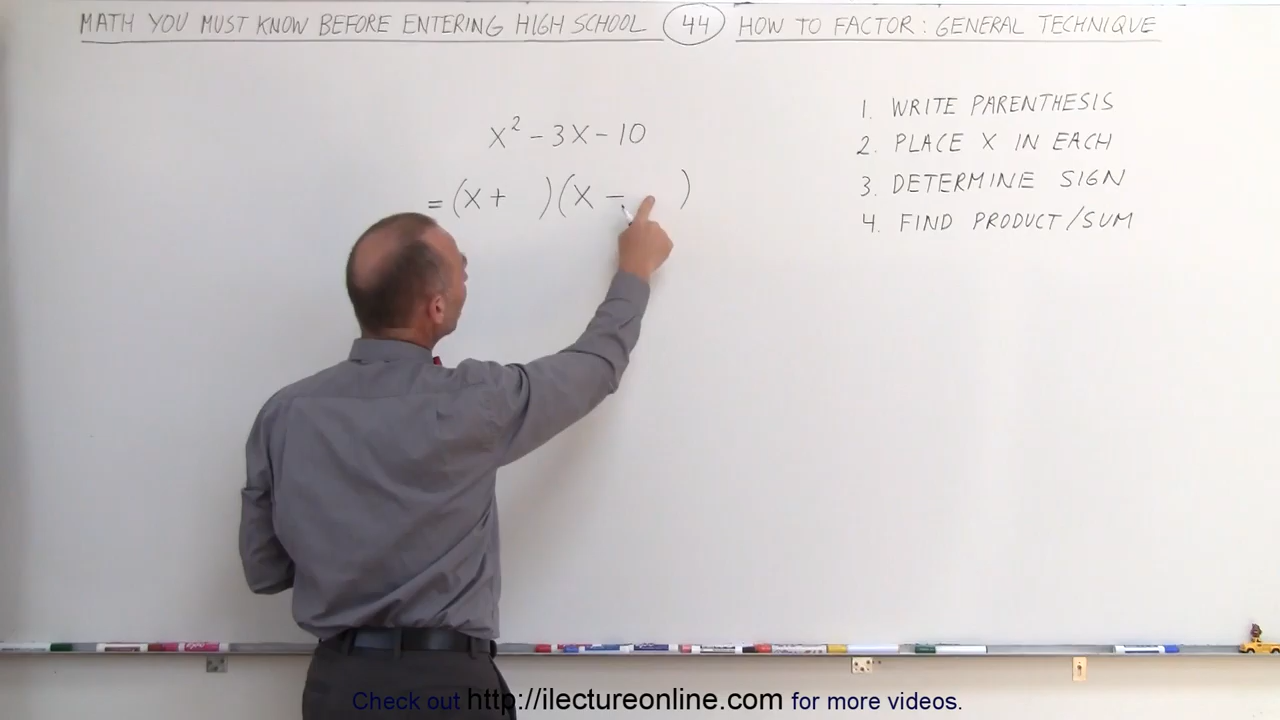 MATH YOU MUST KNOW BEFORE ENTERING HIGH SCHOOL 44 HOW TO FACTOR: GENERAL TECHNIQUE
x² - 3x - 10
= (x + )(x - )
1. WRITE PARENTHESIS
2. PLACE X IN EACH
3. DETERMINE SIGN
4. FIND PRODUCT/SUM
Check out http://ilectureonline.com for more videos.